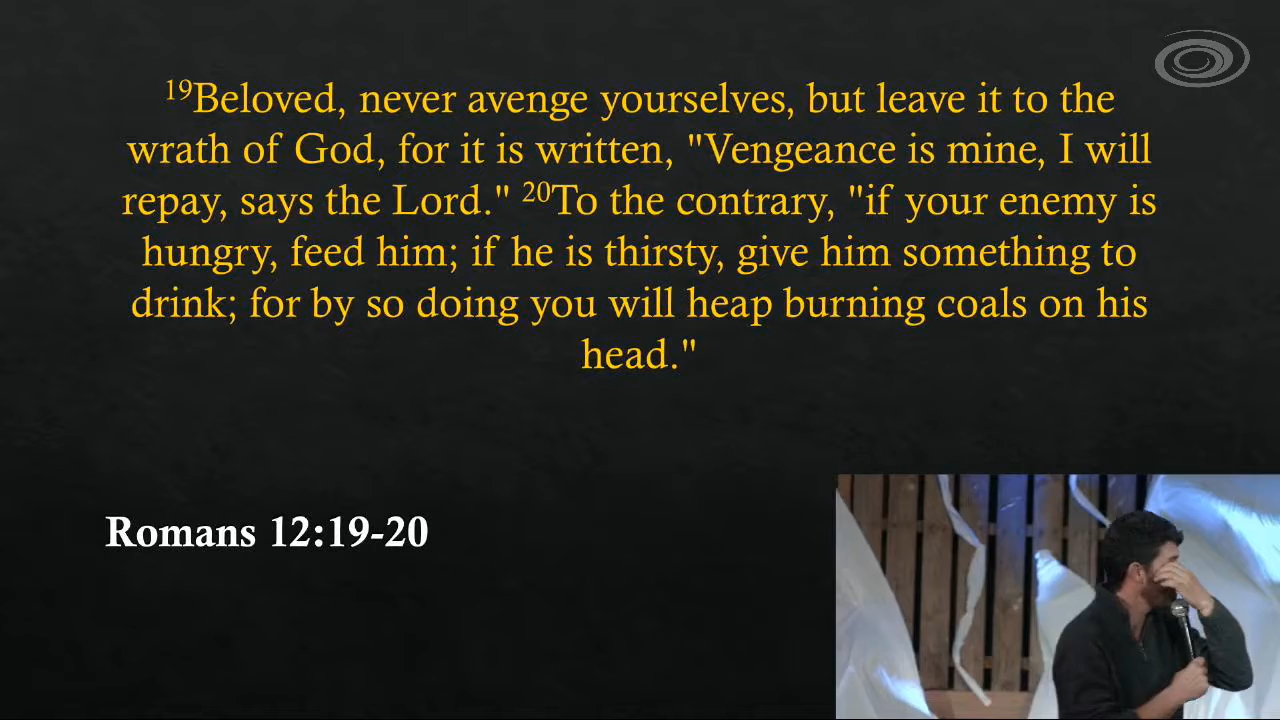 ¹⁹Beloved, never avenge yourselves, but leave it to the
wrath of God, for it is written, "Vengeance is mine, I will
repay, says the Lord." ²⁰To the contrary, "if your enemy is
hungry, feed him; if he is thirsty, give him something to
drink; for by so doing you will heap burning coals on his
head."
Romans 12:19-20